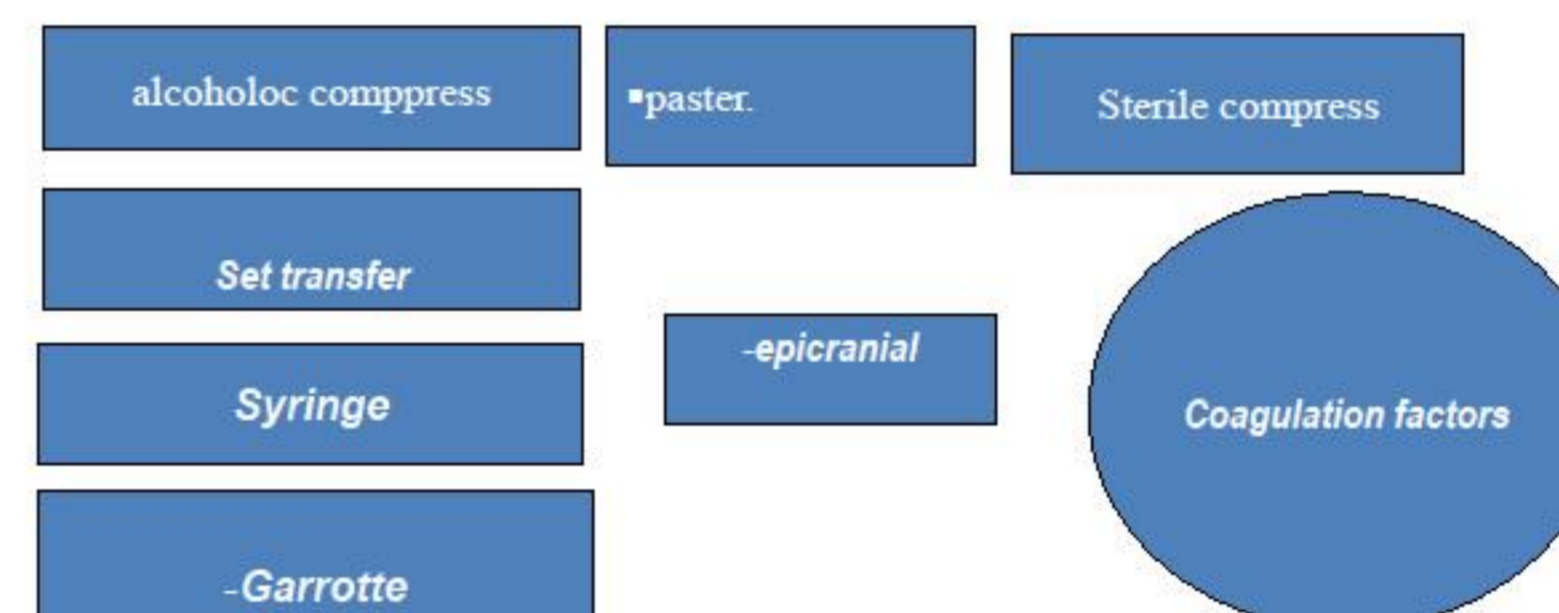 alcoholoc comppress
▪paster.
Sterile compress
Set transfer
-epicranial
Syringe
Coagulation factors
-Garrotte